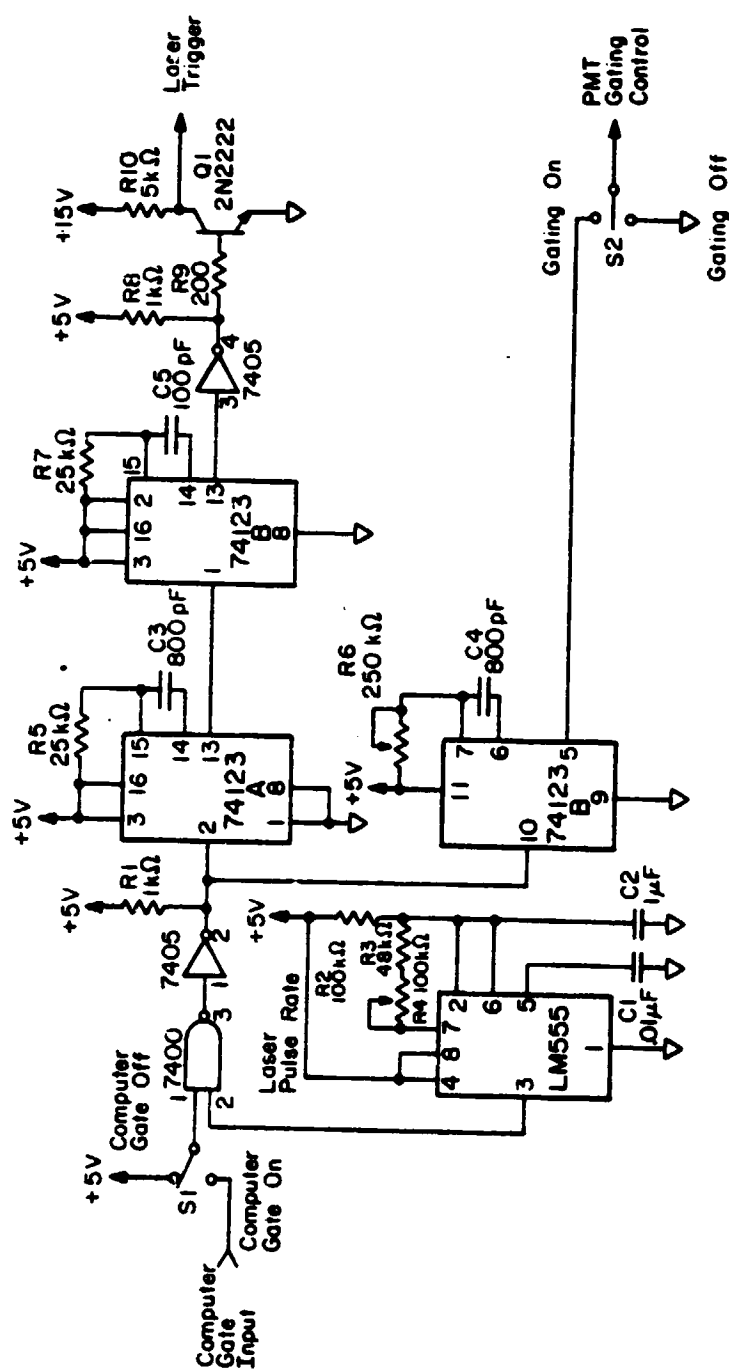 Computer
Gate
Input
+5V
S1
Computer
Gate Off
Computer
Gate On
1
2
7400
3
1
7405
2
+5V
R1
1kΩ
+5V
R5
25kΩ
3
16
15
14
13
2
74123
A
1
8
C3
800pF
+5V
R7
25kΩ
3
16
2
15
14
13
1
74123
B
8
C5
100pF
3
7405
4
+5V
R8
1kΩ
R9
200
+15V
R10
5kΩ
Q1
2N2222
Laser
Trigger
Laser
Pulse Rate
+5V
R2
100kΩ
R3
48kΩ
R4
100kΩ
4
8
7
2
6
5
3
LM555
1
C1
.01µF
C2
1µF
+5V
R6
250kΩ
11
7
6
5
10
74123
B
9
C4
800pF
Gating On
S2
Gating Off
PMT
Gating
Control